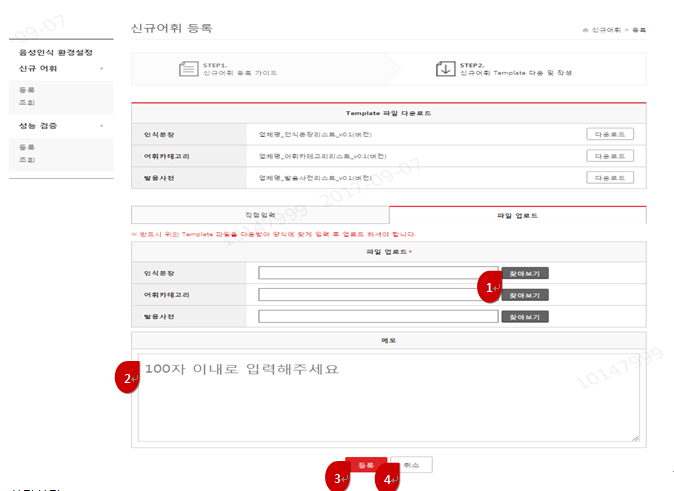 신규어휘 등록
신규어휘 > 등록
음성인식 환경설정
신규 어휘
등록
조회
성능 검증
등록
조회
STEP1.
신규어휘 등록 가이드
STEP2.
신규어휘 Template 다운 및 작성
Template 파일 다운로드
인식문장 업체명_인식문장리스트_v0.1(버전) 다운로드
어휘카테고리 업체명_어휘카테고리리스트_v0.1(버전) 다운로드
발음사전 업체명_발음사전리스트_v0.1(버전) 다운로드
직접입력 파일 업로드
※ 반드시 위의 Template 파일을 다운받아 양식에 맞게 입력 후 업로드 하셔야 합니다.
파일 업로드*
인식문장 찾아보기
1
어휘카테고리 찾아보기
발음사전 찾아보기
메모
2
100자 이내로 입력해주세요
3 등록
4 취소
10147999 2017-09-07
10147999